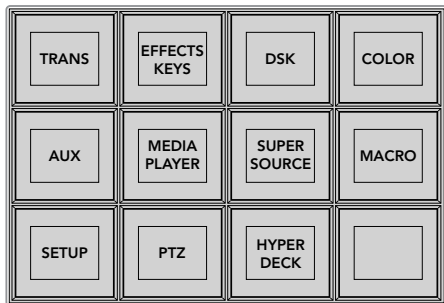 TRANS
EFFECTS
KEYS
DSK
COLOR
AUX
MEDIA
PLAYER
SUPER
SOURCE
MACRO
SETUP
PTZ
HYPER
DECK